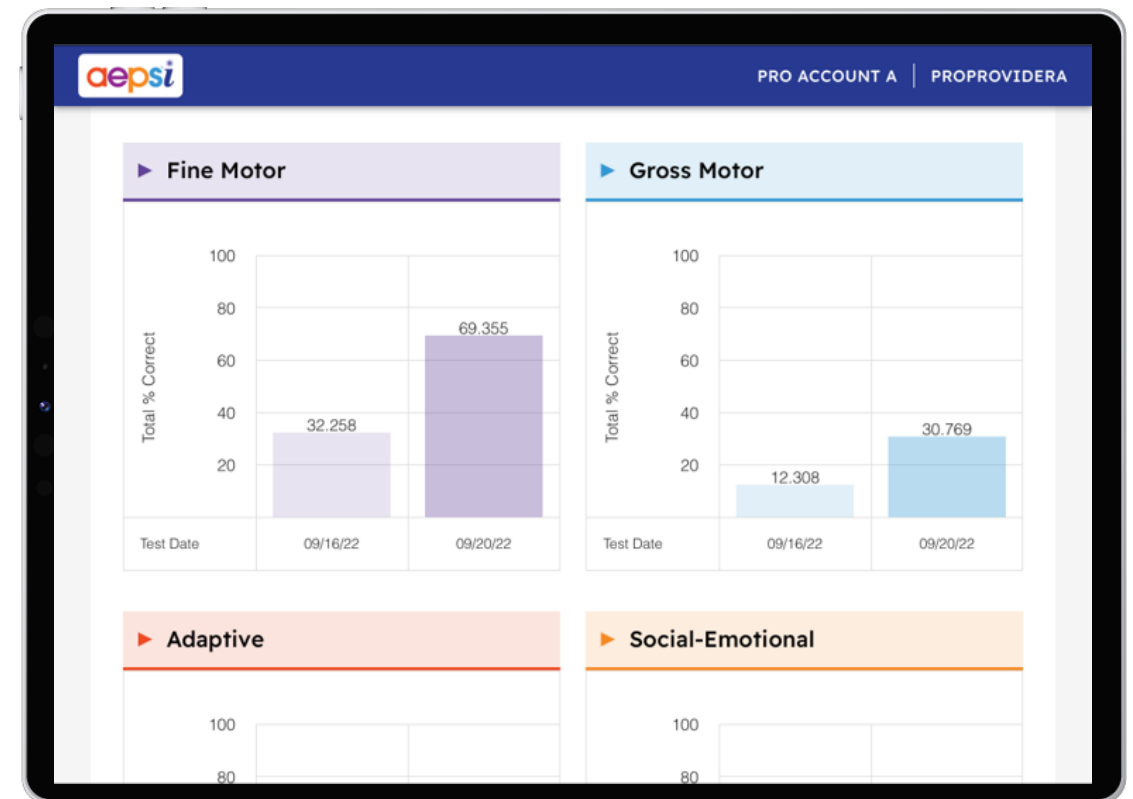 aepsi
PRO ACCOUNT A | PROPROVIDERA
Fine Motor
100
80
60
40
20
Total % Correct
32.258
69.355
Test Date
09/16/22
09/20/22
Gross Motor
100
80
60
40
20
Total % Correct
12.308
30.769
Test Date
09/16/22
09/20/22
Adaptive
100
80
Social-Emotional
100
80